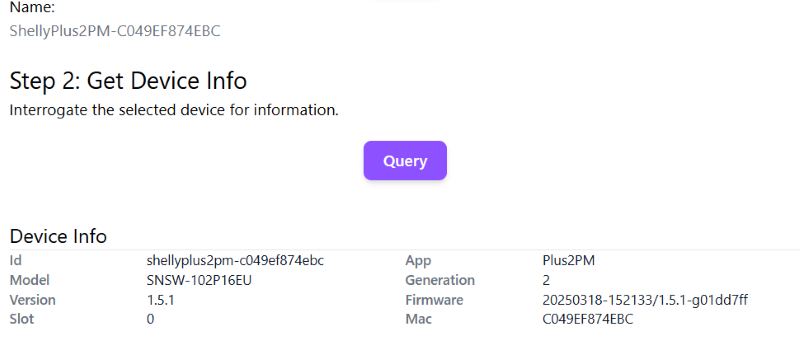 Name:
ShellyPlus2PM-C049EF874EBC
Step 2: Get Device Info
Interrogate the selected device for information.
Query
Device Info
Id shellyplus2pm-c049ef874ebc App Plus2PM
Model SNSW-102P16EU Generation 2
Version 1.5.1 Firmware 20250318-152133/1.5.1-g01dd7ff
Slot 0 Mac C049EF874EBC